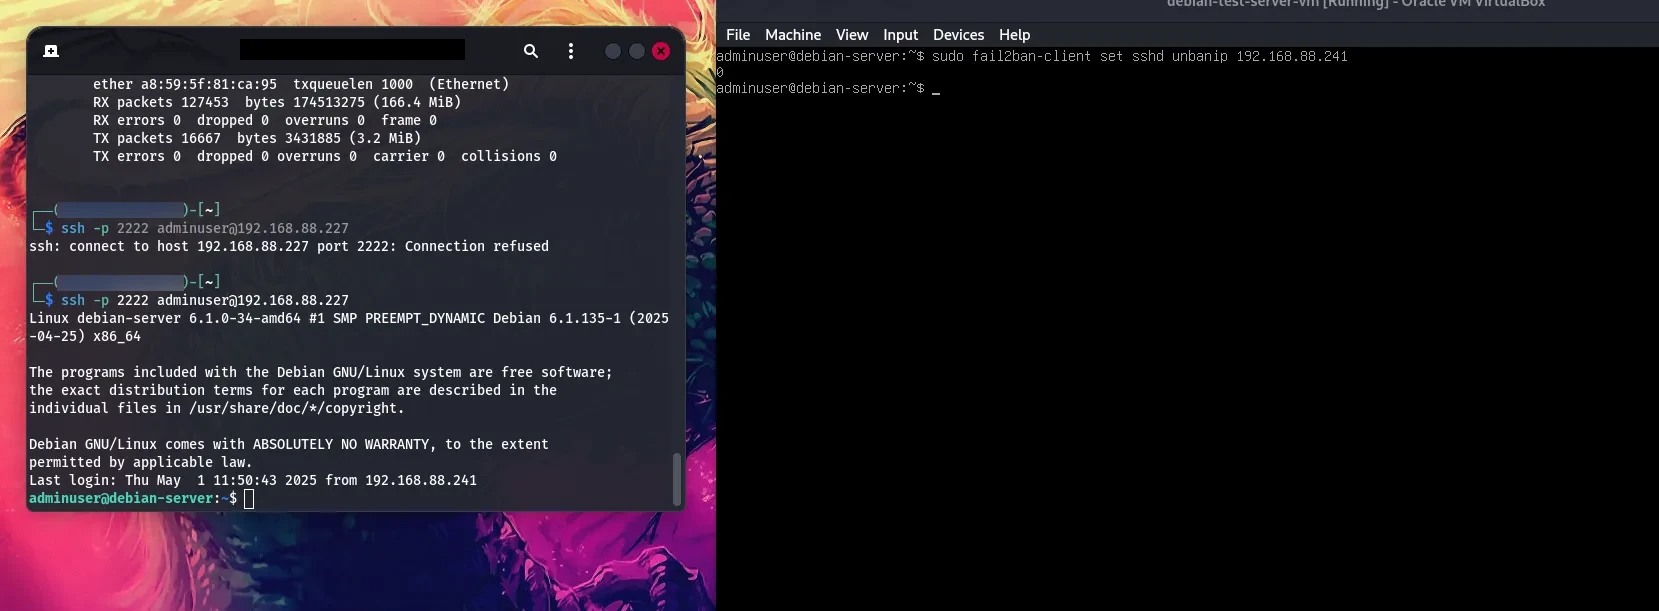 ether a8:59:5f:81:ca:95  txqueuelen 1000  (Ethernet)
RX packets 127453  bytes 174513275 (166.4 MiB)
RX errors 0  dropped 0  overruns 0  frame 0
TX packets 16667  bytes 3431885 (3.2 MiB)
TX errors 0  dropped 0 overruns 0  carrier 0  collisions 0
┌──( )-[~]
└─$ ssh -p 2222 adminuser@192.168.88.227
ssh: connect to host 192.168.88.227 port 2222: Connection refused
┌──( )-[~]
└─$ ssh -p 2222 adminuser@192.168.88.227
Linux debian-server 6.1.0-34-amd64 #1 SMP PREEMPT_DYNAMIC Debian 6.1.135-1 (2025
-04-25) x86_64
The programs included with the Debian GNU/Linux system are free software;
the exact distribution terms for each program are described in the
individual files in /usr/share/doc/*/copyright.
Debian GNU/Linux comes with ABSOLUTELY NO WARRANTY, to the extent
permitted by applicable law.
Last login: Thu May  1 11:50:43 2025 from 192.168.88.241
adminuser@debian-server:~$
debian-test-server-vm [Running] - Oracle VM VirtualBox
File Machine View Input Devices Help
adminuser@debian-server:~$ sudo fail2ban-client set sshd unbanip 192.168.88.241
0
adminuser@debian-server:~$ _